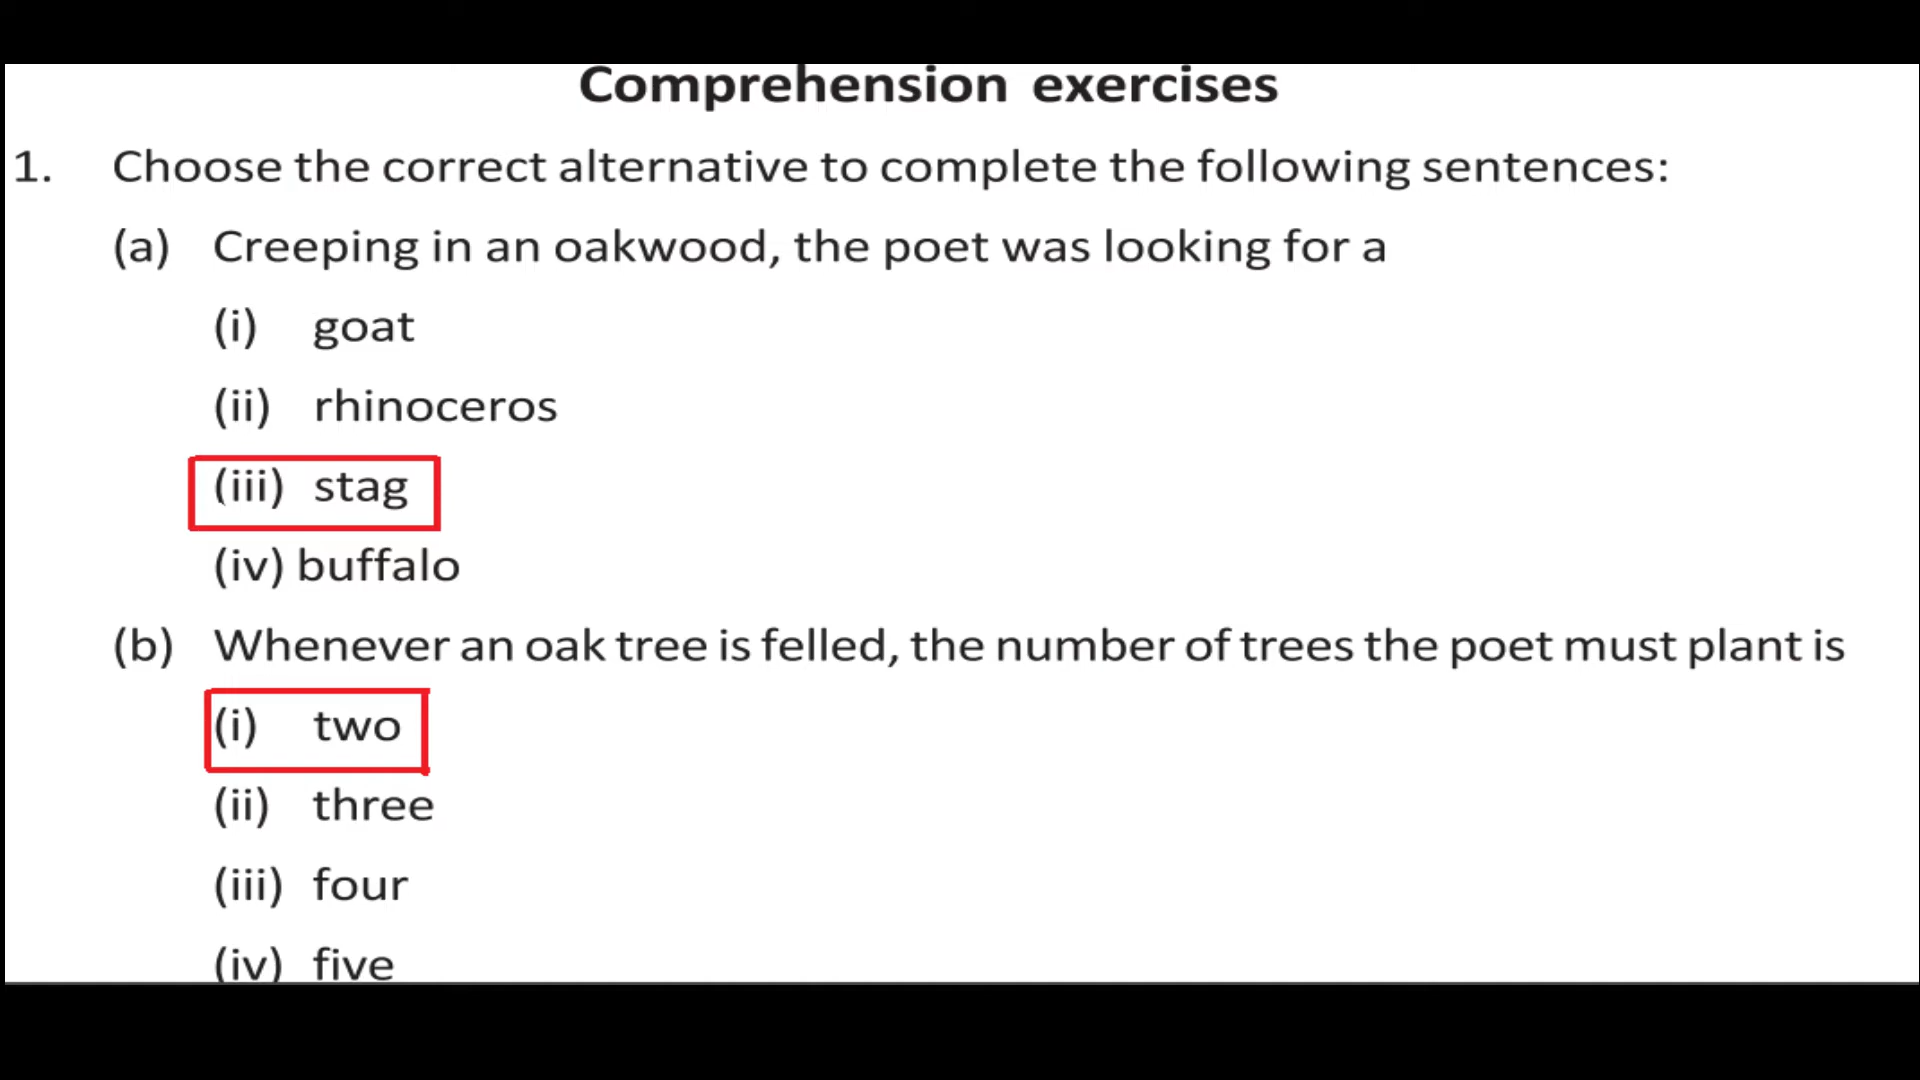 Comprehension exercises
1. Choose the correct alternative to complete the following sentences:
(a) Creeping in an oakwood, the poet was looking for a
(i) goat
(ii) rhinoceros
(iii) stag
(iv) buffalo
(b) Whenever an oak tree is felled, the number of trees the poet must plant is
(i) two
(ii) three
(iii) four
(iv) five